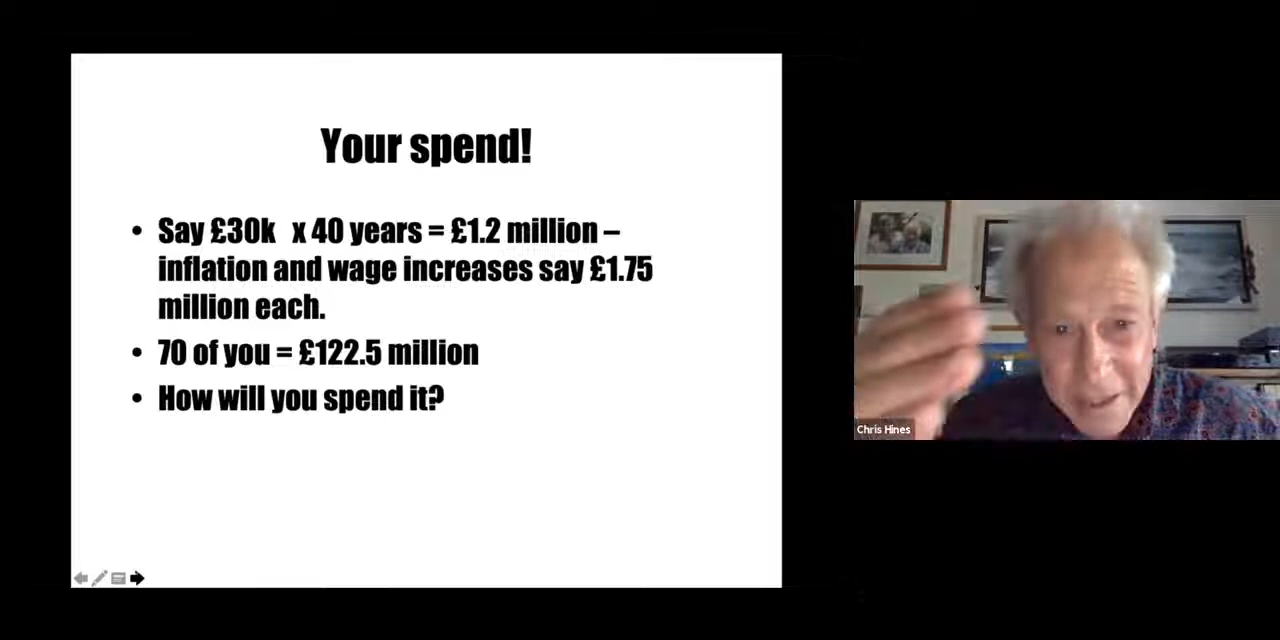 Your spend!
• Say £30k x 40 years = £1.2 million –
inflation and wage increases say £1.75
million each.
• 70 of you = £122.5 million
• How will you spend it?
Chris Hines